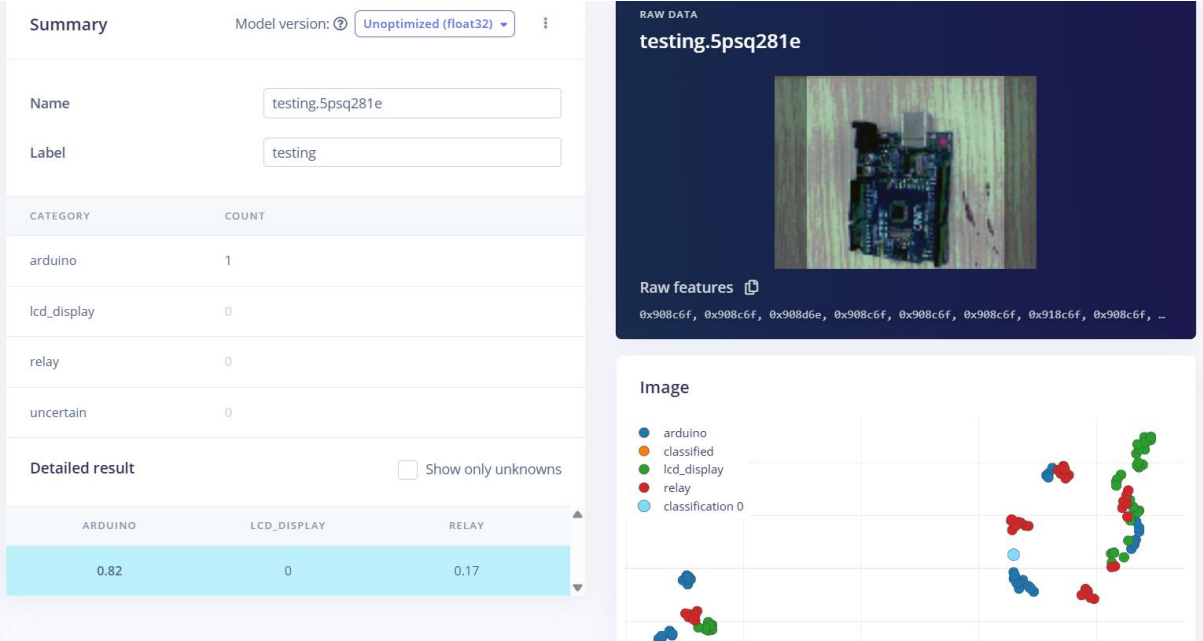 Summary
Model version: Unoptimized (float32)
Name testing.5psq281e
Label testing
CATEGORY COUNT
arduino 1
lcd_display 0
relay 0
uncertain 0
Detailed result Show only unknowns
ARDUINO LCD_DISPLAY RELAY
0.82 0 0.17
RAW DATA
testing.5psq281e
UNO
Raw features
0x908c6f, 0x908c6f, 0x908d6e, 0x908c6f, 0x908c6f, 0x908c6f, 0x918c6f, 0x908c6f, …
Image
arduino
classified
lcd_display
relay
classification 0